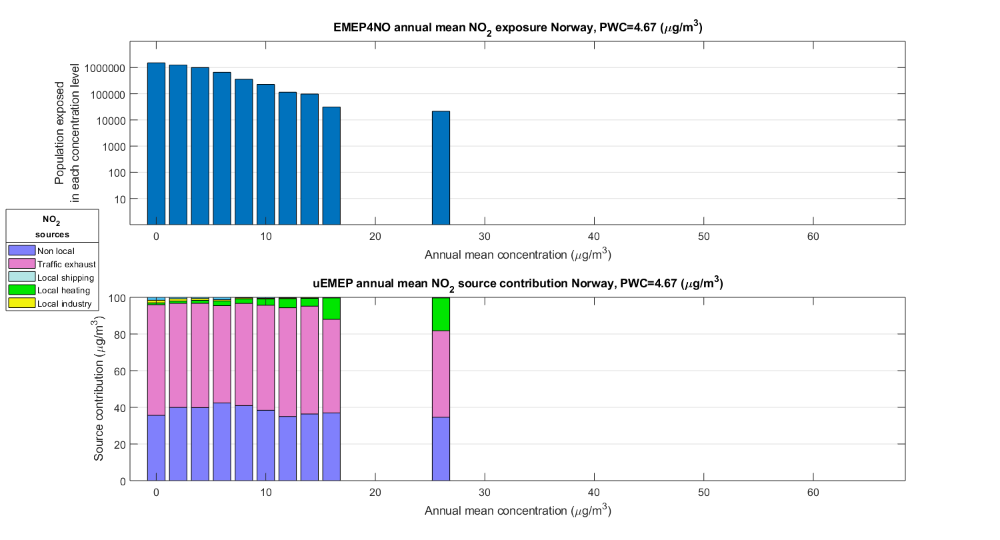 EMEP4NO annual mean NO2 exposure Norway, PWC=4.67 (μg/m3)
Population exposed
in each concentration level
1000000
100000
10000
1000
100
10
0 10 20 30 40 50 60
Annual mean concentration (μg/m3)
NO2
sources
Non local
Traffic exhaust
Local shipping
Local heating
Local industry
uEMEP annual mean NO2 source contribution Norway, PWC=4.67 (μg/m3)
Source contribution (μg/m3)
100
80
60
40
20
0
0 10 20 30 40 50 60
Annual mean concentration (μg/m3)